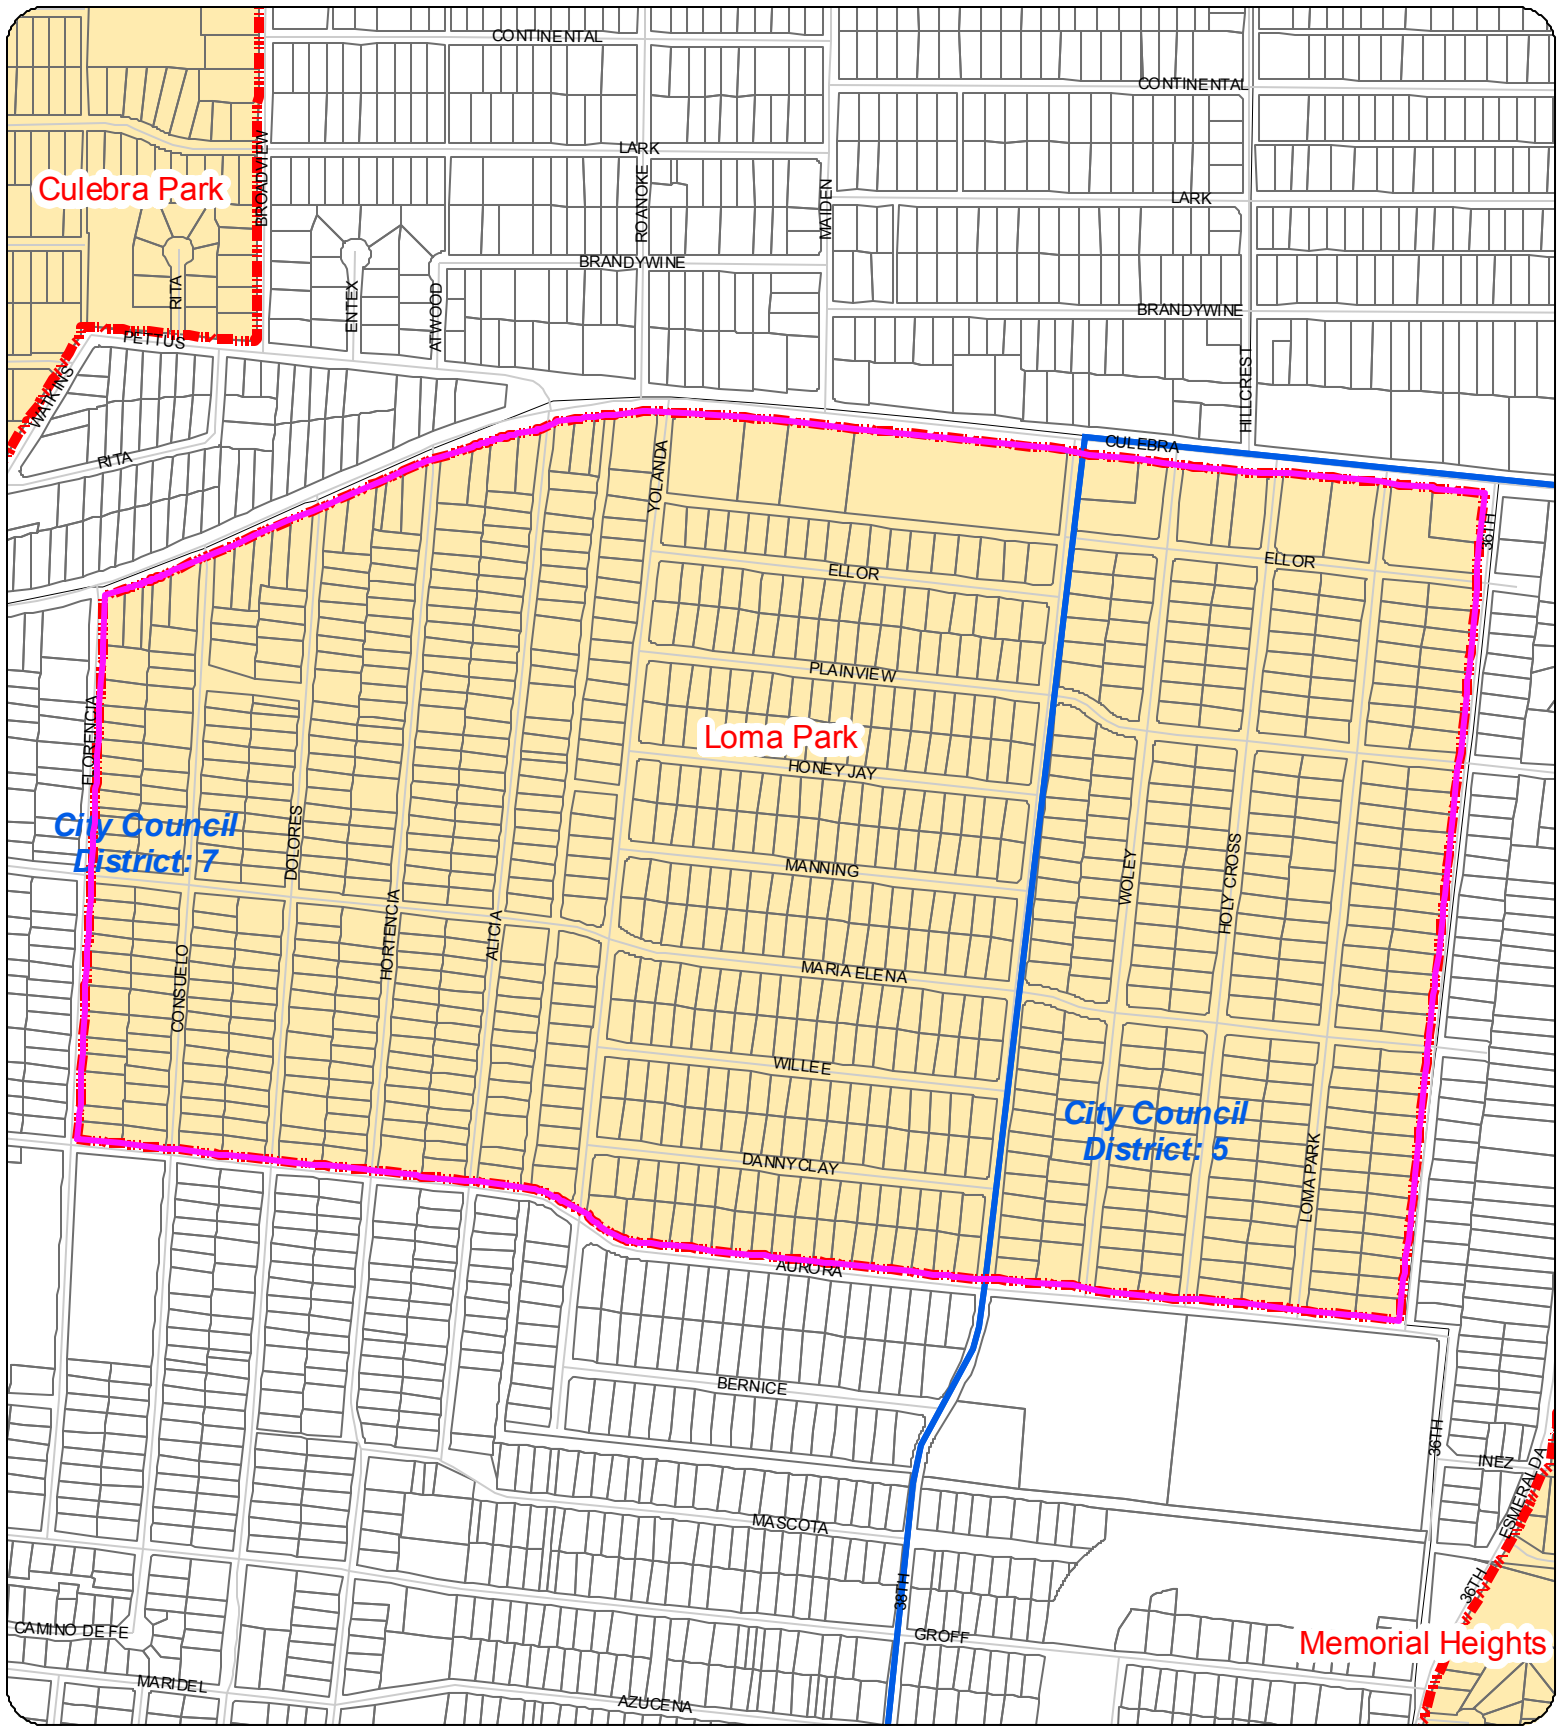 CONTINENTAL
CONTINENTAL
LARK
BROADVIEW
Culebra Park
ROANOKE
MAIDEN
LARK
BRANDYWINE
RITA
ENTEX
ATWOOD
BRANDYWINE
PETTUS
WATKINS
HILLCREST
CULEBRA
RITA
YOLANDA
36TH
ELLOR
ELLOR
PLAINVIEW
FLORENCIA
Loma Park
HONEY JAY
City Council
District: 7
DOLORES
MANNING
WOLEY
HOLY CROSS
HORTENCIA
ALICIA
CONSUELO
MARIA ELENA
WILLEE
City Council
District: 5
DANNY CLAY
LOMA PARK
AURORA
BERNICE
36TH
INEZ
ESMERALDA
MASCOTA
38TH
36TH
CAMINO DE FE
GROFF
Memorial Heights
MARIDEL
AZUCENA